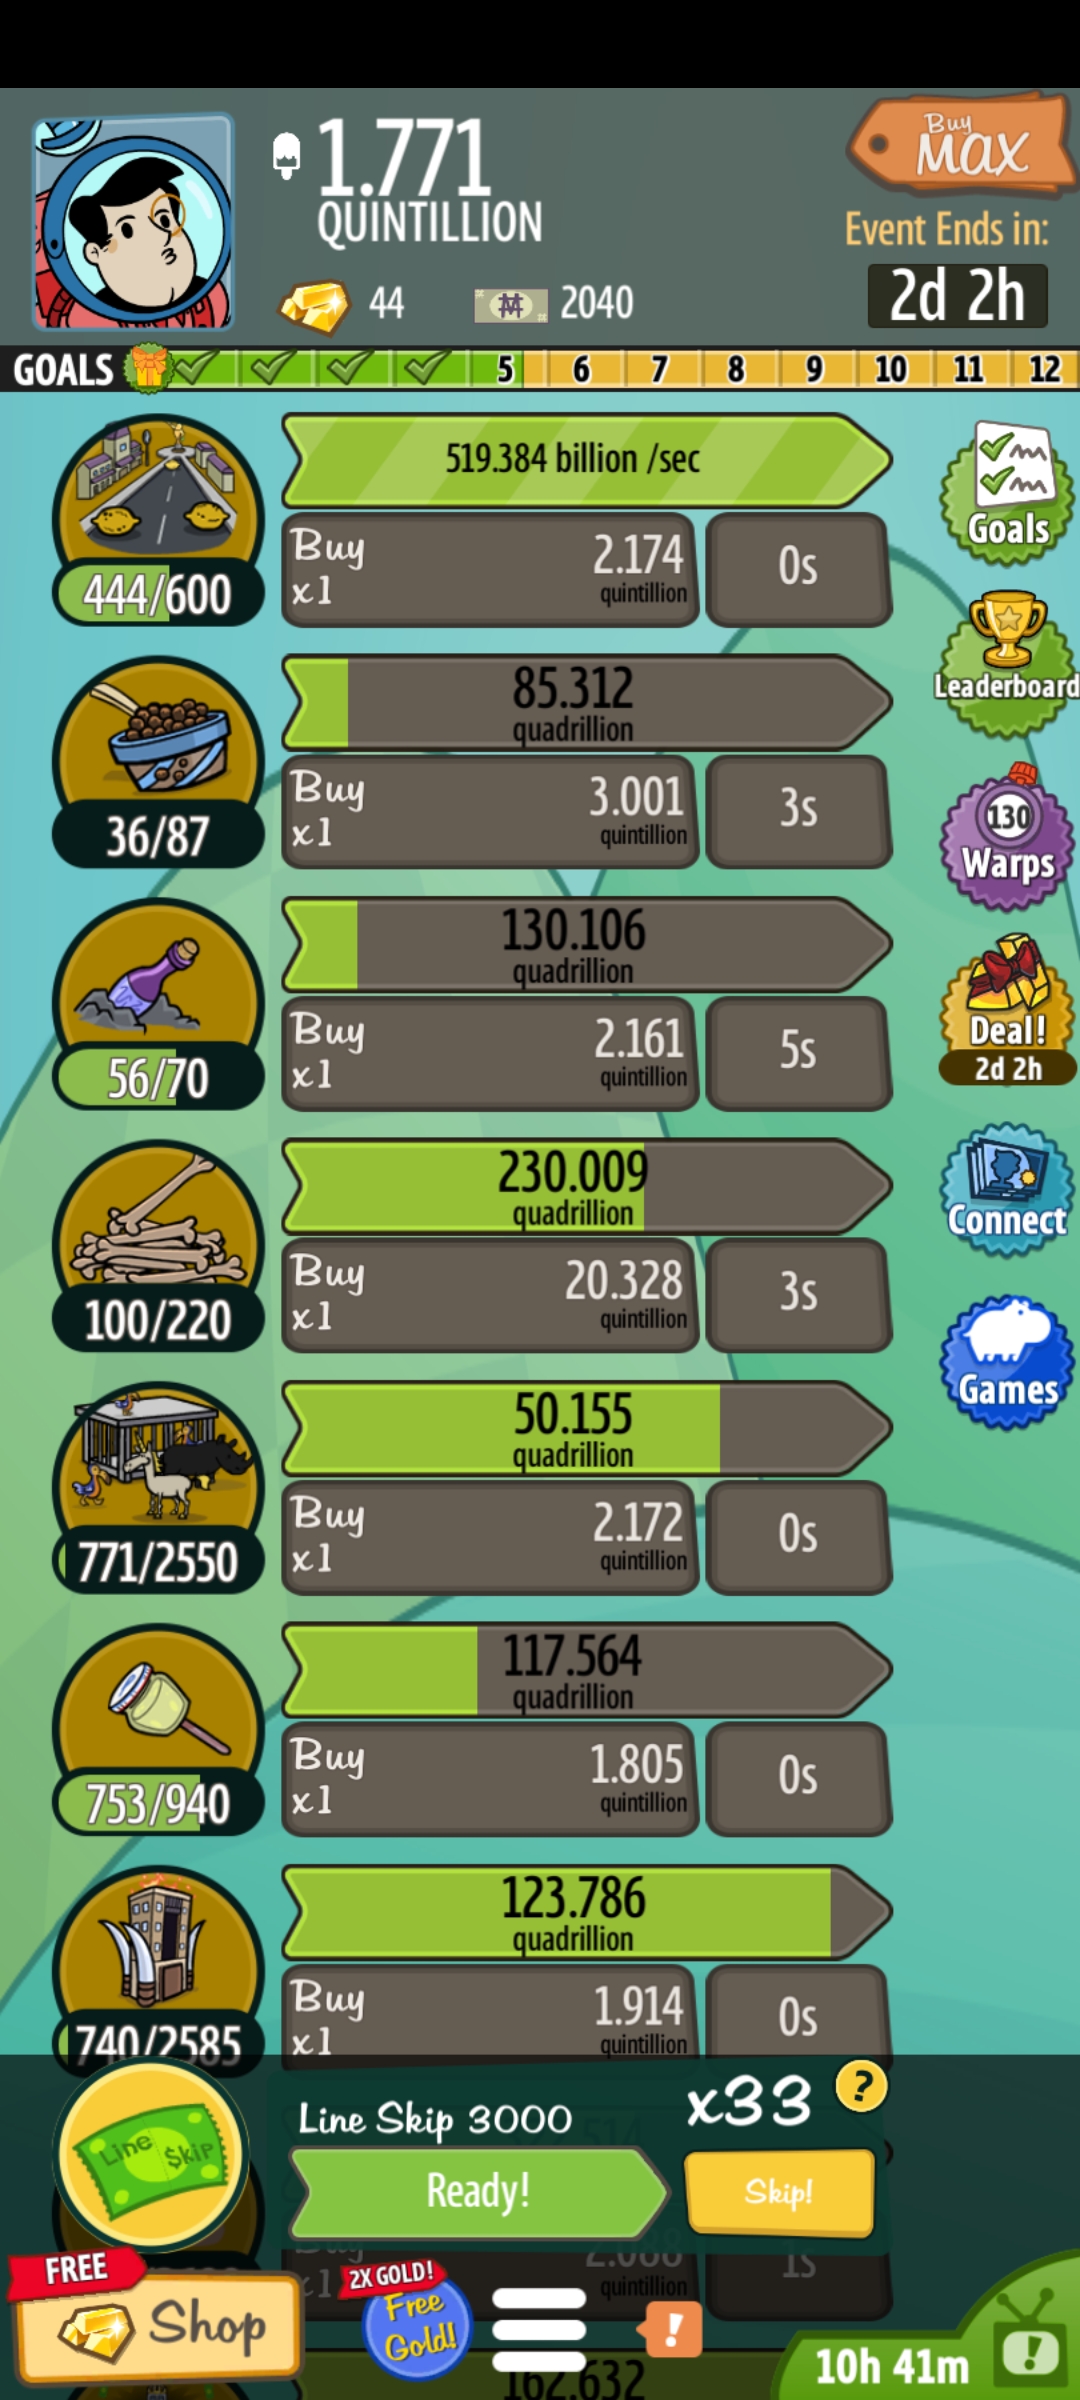 1.771
QUINTILLION
Buy
MAX
Event Ends in:
2d 2h
44
2040
GOALS 5 6 7 8 9 10 11 12
519.384 billion /sec
Buy
x1
2.174
quintillion
0s
444/600
Goals
Leaderboard
85.312
quadrillion
Buy
x1
3.001
quintillion
3s
36/87
130
Warps
130.106
quadrillion
Buy
x1
2.161
quintillion
5s
56/70
Deal!
2d 2h
230.009
quadrillion
Buy
x1
20.328
quintillion
3s
100/220
Connect
50.155
quadrillion
Buy
x1
2.172
quintillion
0s
771/2550
Games
117.564
quadrillion
Buy
x1
1.805
quintillion
0s
753/940
123.786
quadrillion
Buy
x1
1.914
quintillion
0s
740/2585
Line Skip
Line Skip 3000
x33
?
Ready!
Skip!
2.088
quintillion
1s
FREE
Shop
2X GOLD!
Free
Gold!
!
10h 41m
!
162.632